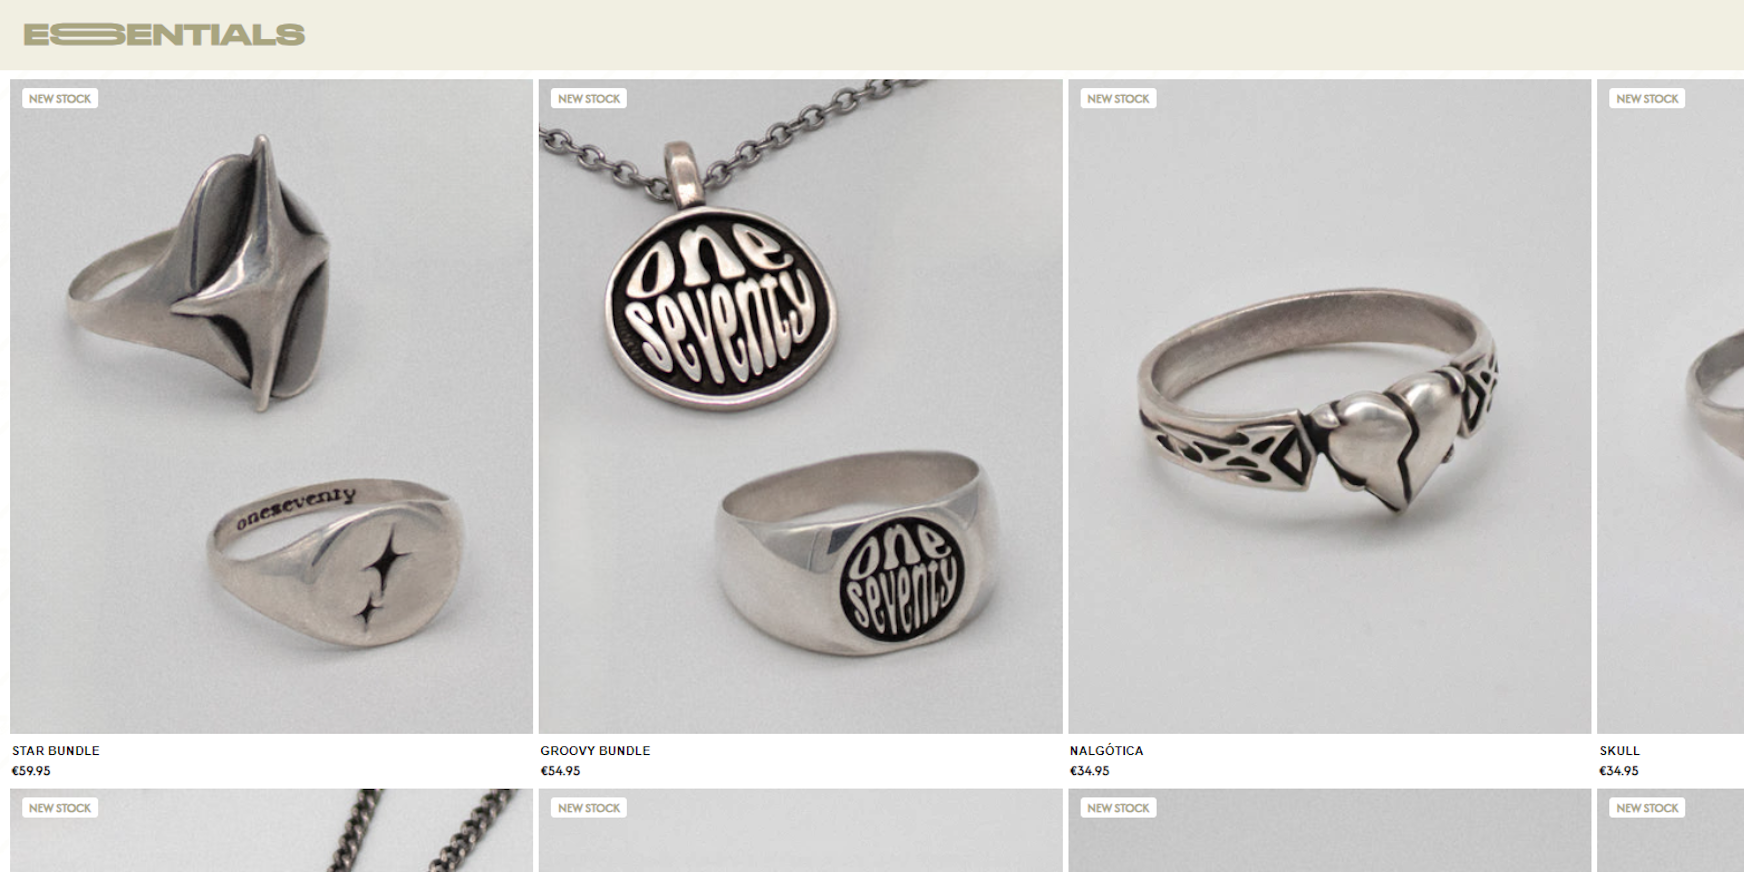 ESSENTIALS
NEW STOCK
one
seventy
oneseventy
STAR BUNDLE
€59.95
NEW STOCK
one
seventy
GROOVY BUNDLE
€54.95
NEW STOCK
NALGÓTICA
€34.95
NEW STOCK
SKULL
€34.95
NEW STOCK
NEW STOCK
NEW STOCK
NEW STOCK